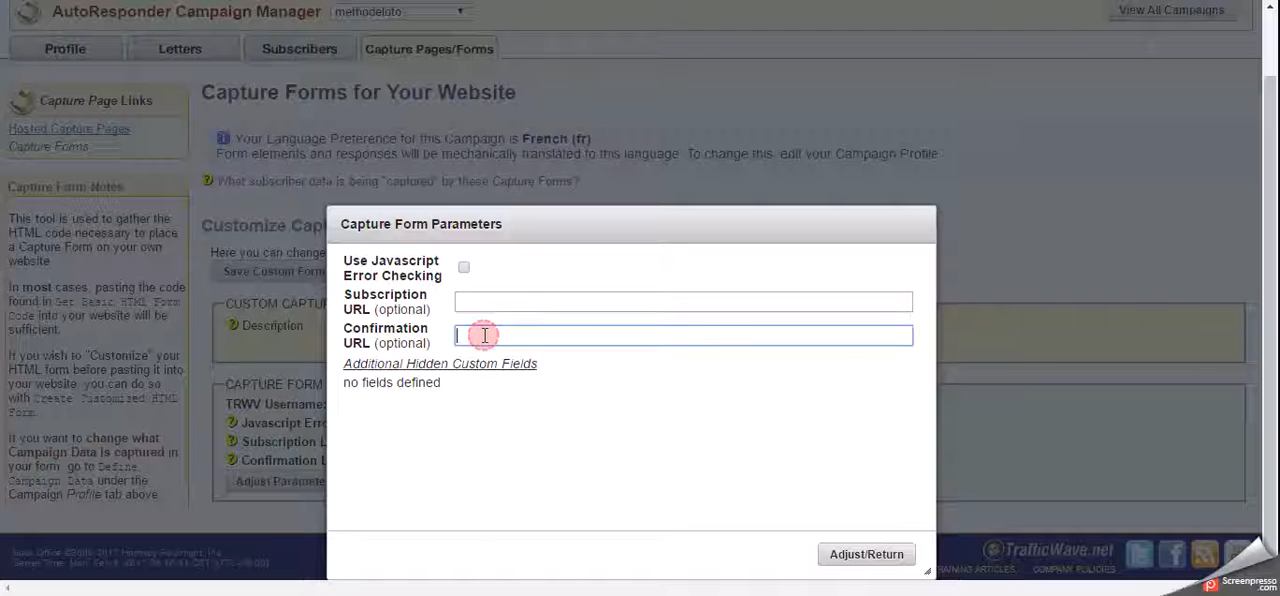 AutoResponder Campaign Manager
methodeloto
View All Campaigns
Profile
Letters
Subscribers
Capture Pages/Forms
Capture Page Links
Hosted Capture Pages
Capture Forms
Capture Form Notes
This tool is used to gather the
HTML code necessary to place
a Capture Form on your own
website
In most cases, pasting the code
found in Get Basic HTML Form
Code into your website will be
sufficient.
If you wish to "Customize" your
HTML form before pasting it into
your website, you can do so
with Create Customized HTML
Form.
If you want to change what
Campaign Data is captured in
your form, go to Define
Campaign Data under the
Campaign Profile tab above
Capture Forms for Your Website
Your Language Preference for this Campaign is French (fr)
Form elements and responses will be mechanically translated to this language. To change this, edit your Campaign Profile
What subscriber data is being "captured" by these Capture Forms?
Customize Cap
Here you can change
Save Custom Form
CUSTOM CAPTU
Description
CAPTURE FORM
TRWV Username:
Javascript Erro
Subscription L
Confirmation L
Adjust Paramete
Capture Form Parameters
Use Javascript
Error Checking
Subscription
URL (optional)
Confirmation
URL (optional)
Additional Hidden Custom Fields
no fields defined
Adjust/Return
TrafficWave.net
TRAINING ARTICLES
COMPANY POLICIES
Screenpresso
.com